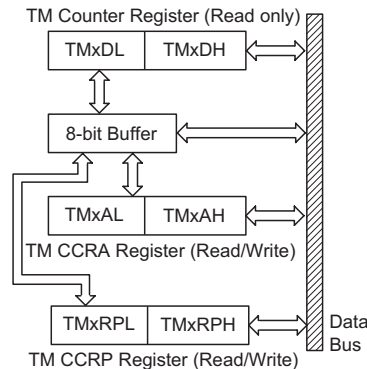 TM Counter Register (Read only)
TMxDL TMxDH
8-bit Buffer
TMxAL TMxAH
TM CCRA Register (Read/Write)
TMxRPL TMxRPH
TM CCRP Register (Read/Write)
Data
Bus